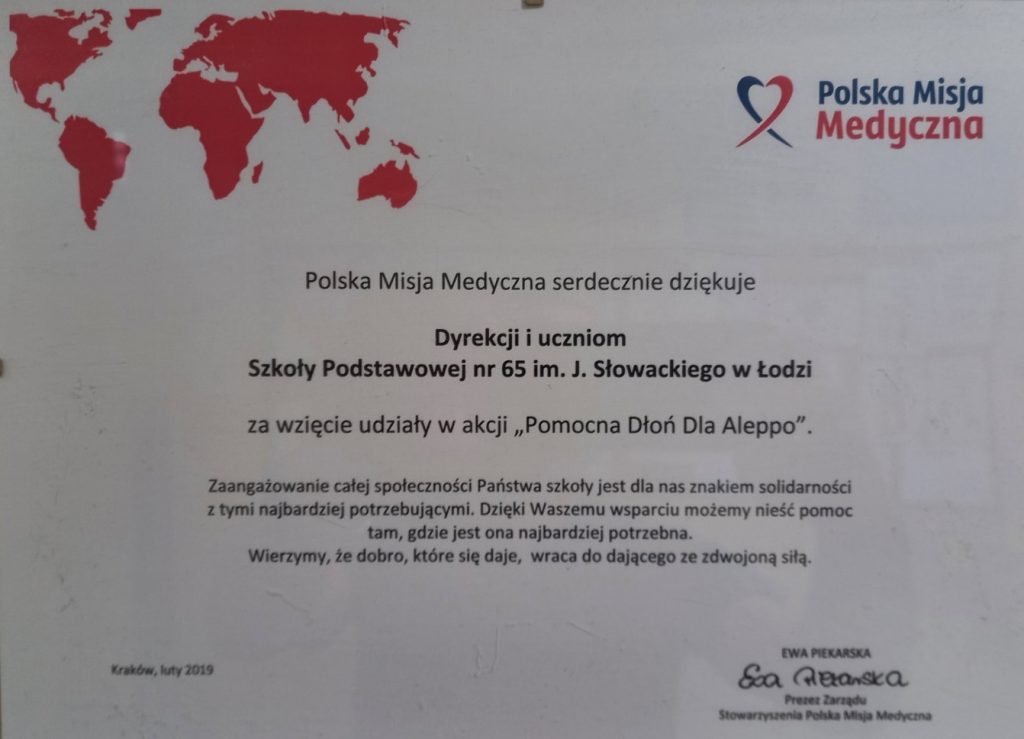 Polska Misja
Medyczna
Polska Misja Medyczna serdecznie dziękuje
Dyrekcji i uczniom
Szkoły Podstawowej nr 65 im. J. Słowackiego w Łodzi
za wzięcie udziały w akcji „Pomocna Dłoń Dla Aleppo”.
Zaangażowanie całej społeczności Państwa szkoły jest dla nas znakiem solidarności
z tymi najbardziej potrzebującymi. Dzięki Waszemu wsparciu możemy nieść pomoc
tam, gdzie jest ona najbardziej potrzebna.
Wierzymy, że dobro, które się daje, wraca do dającego ze zdwojoną siłą.
Kraków, luty 2019
EWA PIEKARSKA
Ewa Piekarska
Prezes Zarządu
Stowarzyszenia Polska Misja Medyczna